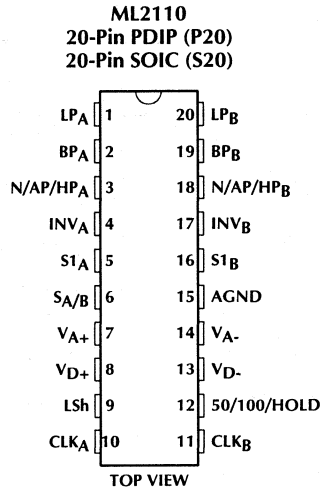 ML2110
20-Pin PDIP (P20)
20-Pin SOIC (S20)
LPA 1 20 LPB
BPA 2 19 BPB
N/AP/HPA 3 18 N/AP/HPB
INVA 4 17 INVB
S1A 5 16 S1B
SA/B 6 15 AGND
VA+ 7 14 VA-
VD+ 8 13 VD-
LSh 9 12 50/100/HOLD
CLKA 10 11 CLKB
TOP VIEW